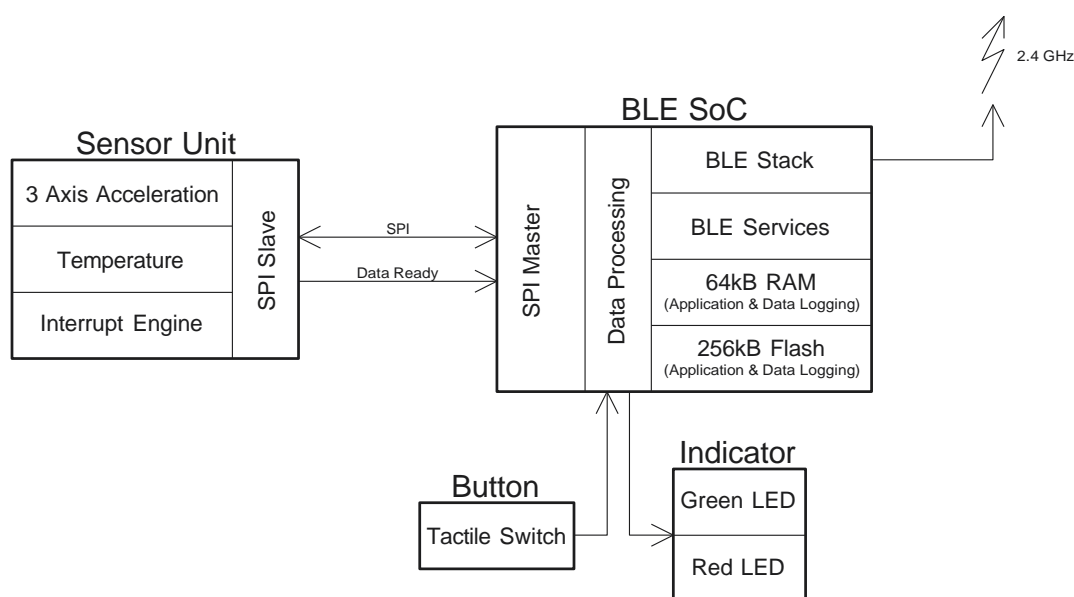 2.4 GHz
BLE SoC
Sensor Unit
3 Axis Acceleration
Temperature
Interrupt Engine
SPI Slave
SPI
Data Ready
SPI Master
Data Processing
BLE Stack
BLE Services
64kB RAM
(Application & Data Logging)
256kB Flash
(Application & Data Logging)
Button
Tactile Switch
Indicator
Green LED
Red LED